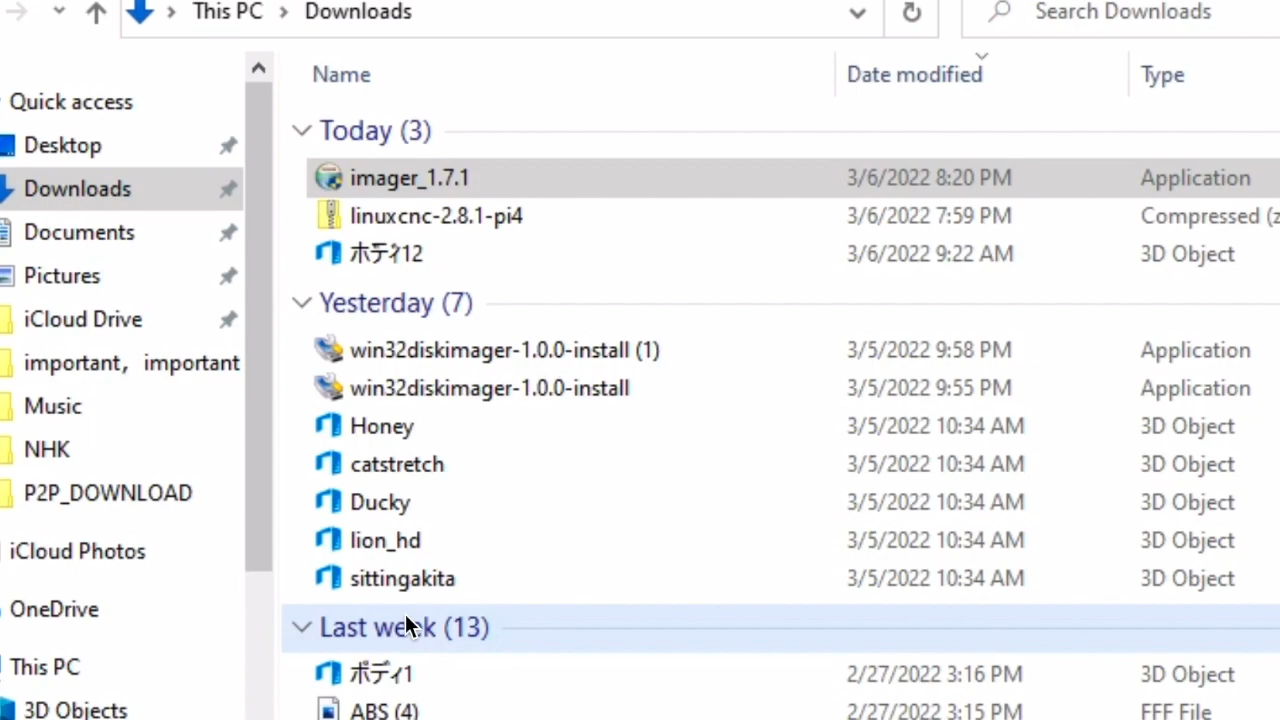 This PC > Downloads
Search Downloads
Name Date modified Type
Quick access
Desktop
Downloads
Documents
Pictures
iCloud Drive
important，important
Music
NHK
P2P_DOWNLOAD
iCloud Photos
OneDrive
This PC
3D Objects
Today (3)
imager_1.7.1 3/6/2022 8:20 PM Application
linuxcnc-2.8.1-pi4 3/6/2022 7:59 PM Compressed (z
ボディ12 3/6/2022 9:22 AM 3D Object
Yesterday (7)
win32diskimager-1.0.0-install (1) 3/5/2022 9:58 PM Application
win32diskimager-1.0.0-install 3/5/2022 9:55 PM Application
Honey 3/5/2022 10:34 AM 3D Object
catstretch 3/5/2022 10:34 AM 3D Object
Ducky 3/5/2022 10:34 AM 3D Object
lion_hd 3/5/2022 10:34 AM 3D Object
sittingakita 3/5/2022 10:34 AM 3D Object
Last week (13)
ボディ1 2/27/2022 3:16 PM 3D Object
ABS (4) 2/27/2022 3:15 PM FFF File